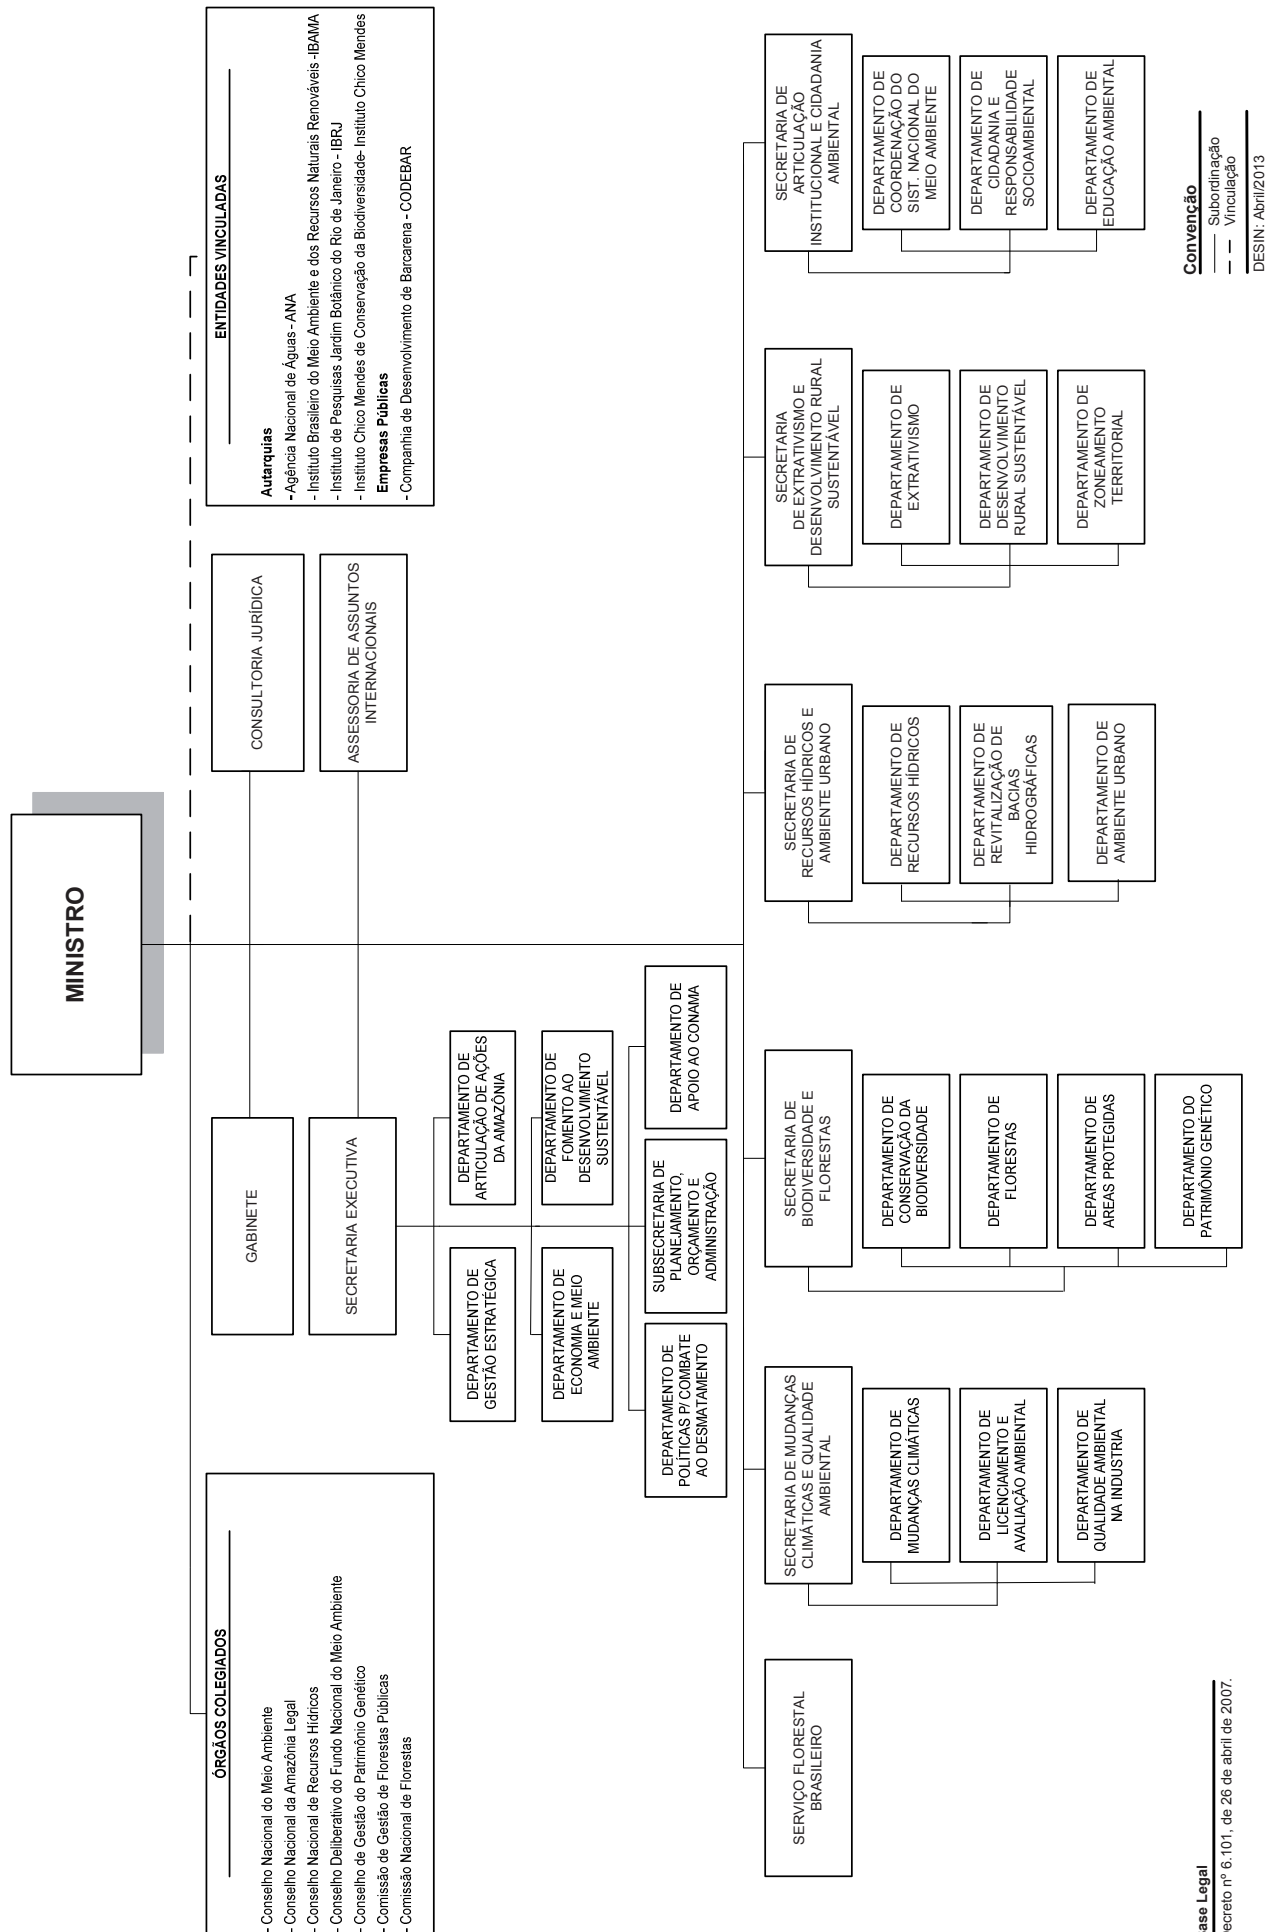 MINISTRO
ÓRGÃOS COLEGIADOS
- Conselho Nacional do Meio Ambiente
- Conselho Nacional da Amazônia Legal
- Conselho Nacional de Recursos Hídricos
- Conselho Deliberativo do Fundo Nacional do Meio Ambiente
- Conselho de Gestão do Patrimônio Genético
- Comissão de Gestão de Florestas Públicas
- Comissão Nacional de Florestas
GABINETE
CONSULTORIA JURÍDICA
SECRETARIA EXECUTIVA
ASSESSORIA DE ASSUNTOS
INTERNACIONAIS
ENTIDADES VINCULADAS
Autarquias
- Agência Nacional de Águas - ANA
- Instituto Brasileiro do Meio Ambiente e dos Recursos Naturais Renováveis -IBAMA
- Instituto de Pesquisas Jardim Botânico do Rio de Janeiro - IBRJ
- Instituto Chico Mendes de Conservação da Biodiversidade- Instituto Chico Mendes
Empresas Públicas
- Companhia de Desenvolvimento de Barcarena - CODEBAR
DEPARTAMENTO DE
GESTÃO ESTRATÉGICA
DEPARTAMENTO DE
ARTICULAÇÃO DE AÇÕES
DA AMAZÔNIA
DEPARTAMENTO DE
ECONOMIA E MEIO
AMBIENTE
DEPARTAMENTO DE
FOMENTO AO
DESENVOLVIMENTO
SUSTENTÁVEL
DEPARTAMENTO DE
POLÍTICAS P/ COMBATE
AO DESMATAMENTO
SUBSECRETARIA DE
PLANEJAMENTO,
ORÇAMENTO E
ADMINISTRAÇÃO
DEPARTAMENTO DE
APOIO AO CONAMA
SERVIÇO FLORESTAL
BRASILEIRO
SECRETARIA DE MUDANÇAS
CLIMÁTICAS E QUALIDADE
AMBIENTAL
DEPARTAMENTO DE
MUDANÇAS CLIMÁTICAS
DEPARTAMENTO DE
LICENCIAMENTO E
AVALIAÇÃO AMBIENTAL
DEPARTAMENTO DE
QUALIDADE AMBIENTAL
NA INDUSTRIA
SECRETARIA DE
BIODIVERSIDADE E
FLORESTAS
DEPARTAMENTO DE
CONSERVAÇÃO DA
BIODIVERSIDADE
DEPARTAMENTO DE
FLORESTAS
DEPARTAMENTO DE
AREAS PROTEGIDAS
DEPARTAMENTO DO
PATRIMÔNIO GENÉTICO
SECRETARIA DE
RECURSOS HÍDRICOS E
AMBIENTE URBANO
DEPARTAMENTO DE
RECURSOS HÍDRICOS
DEPARTAMENTO DE
REVITALIZAÇÃO DE
BACIAS
HIDROGRÁFICAS
DEPARTAMENTO DE
AMBIENTE URBANO
SECRETARIA
DE EXTRATIVISMO E
DESENVOLVIMENTO RURAL
SUSTENTÁVEL
DEPARTAMENTO DE
EXTRATIVISMO
DEPARTAMENTO DE
DESENVOLVIMENTO
RURAL SUSTENTÁVEL
DEPARTAMENTO DE
ZONEAMENTO
TERRITORIAL
SECRETARIA DE
ARTICULAÇÃO
INSTITUCIONAL E CIDADANIA
AMBIENTAL
DEPARTAMENTO DE
COORDENAÇÃO DO
SIST. NACIONAL DO
MEIO AMBIENTE
DEPARTAMENTO DE
CIDADANIA E
RESPONSABILIDADE
SOCIOAMBIENTAL
DEPARTAMENTO DE
EDUCAÇÃO AMBIENTAL
ase Legal
ecreto nº 6.101, de 26 de abril de 2007.
Convenção
Subordinação
Vinculação
DESIN: Abril/2013